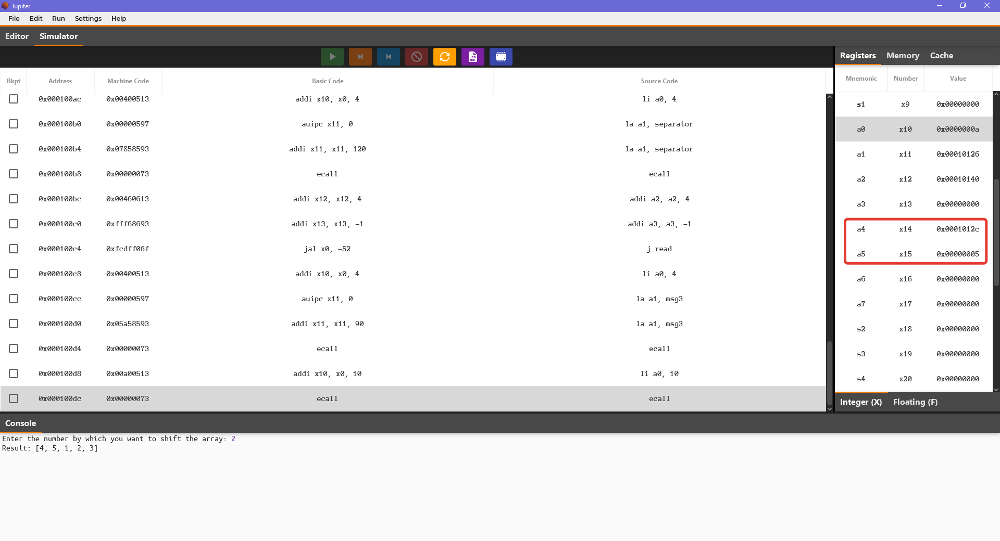 Jupiter
File Edit Run Settings Help
Editor Simulator
Registers Memory Cache
Bkpt Address Machine Code Basic Code Source Code
0x000100ac 0x00400513 addi x10, x0, 4 li a0, 4
0x000100b0 0x00000597 auipc x11, 0 la a1, separator
0x000100b4 0x07858593 addi x11, x11, 120 la a1, separator
0x000100b8 0x00000073 ecall ecall
0x000100bc 0x00460613 addi x12, x12, 4 addi a2, a2, 4
0x000100c0 0xfff68693 addi x13, x13, -1 addi a3, a3, -1
0x000100c4 0xfcdff06f jal x0, -52 j read
0x000100c8 0x00400513 addi x10, x0, 4 li a0, 4
0x000100cc 0x00000597 auipc x11, 0 la a1, msg3
0x000100d0 0x05a58593 addi x11, x11, 90 la a1, msg3
0x000100d4 0x00000073 ecall ecall
0x000100d8 0x00a00513 addi x10, x0, 10 li a0, 10
0x000100dc 0x00000073 ecall ecall
Mnemonic Number Value
s1 x9 0x00000000
a0 x10 0x0000000a
a1 x11 0x00010126
a2 x12 0x00010140
a3 x13 0x00000000
a4 x14 0x0001012c
a5 x15 0x00000005
a6 x16 0x00000000
a7 x17 0x00000000
s2 x18 0x00000000
s3 x19 0x00000000
s4 x20 0x00000000
Integer (X) Floating (F)
Console
Enter the number by which you want to shift the array: 2
Result: [4, 5, 1, 2, 3]